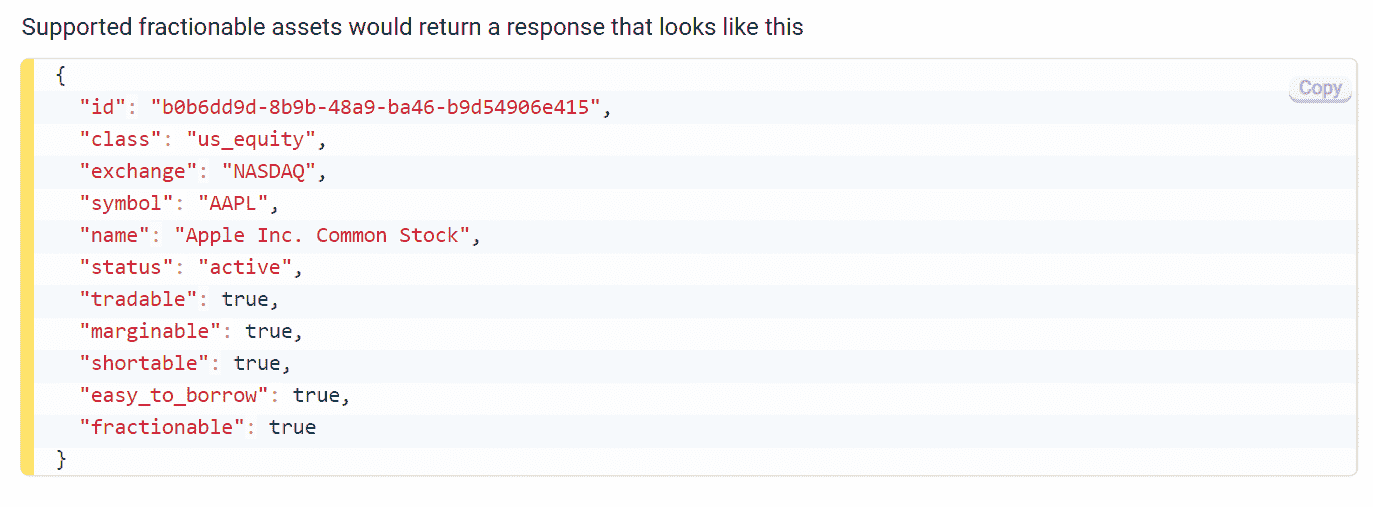 Supported fractionable assets would return a response that looks like this
{
Copy
"id": "b0b6dd9d-8b9b-48a9-ba46-b9d54906e415",
"class": "us_equity",
"exchange": "NASDAQ",
"symbol": "AAPL",
"name": "Apple Inc. Common Stock",
"status": "active",
"tradable": true,
"marginable": true,
"shortable": true,
"easy_to_borrow": true,
"fractionable": true
}